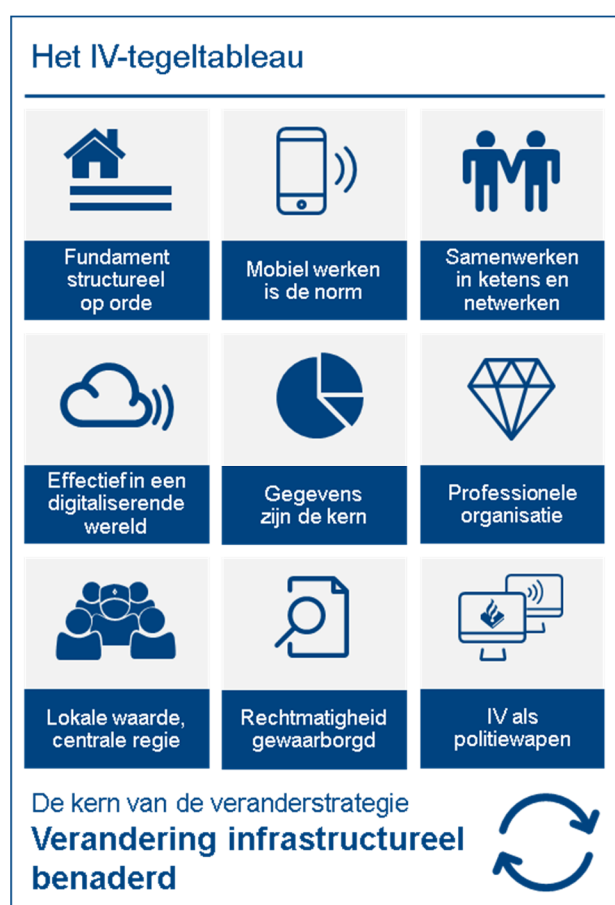 Het IV-tegeltableau
Fundament
structureel
op orde
Mobiel werken
is de norm
Samenwerken
in ketens en
netwerken
Effectief in een
digitaliserende
wereld
Gegevens
zijn de kern
Professionele
organisatie
Lokale waarde,
centrale regie
Rechtmatigheid
gewaarborgd
IV als
politiewapen
De kern van de veranderstrategie
Verandering infrastructureel
benaderd